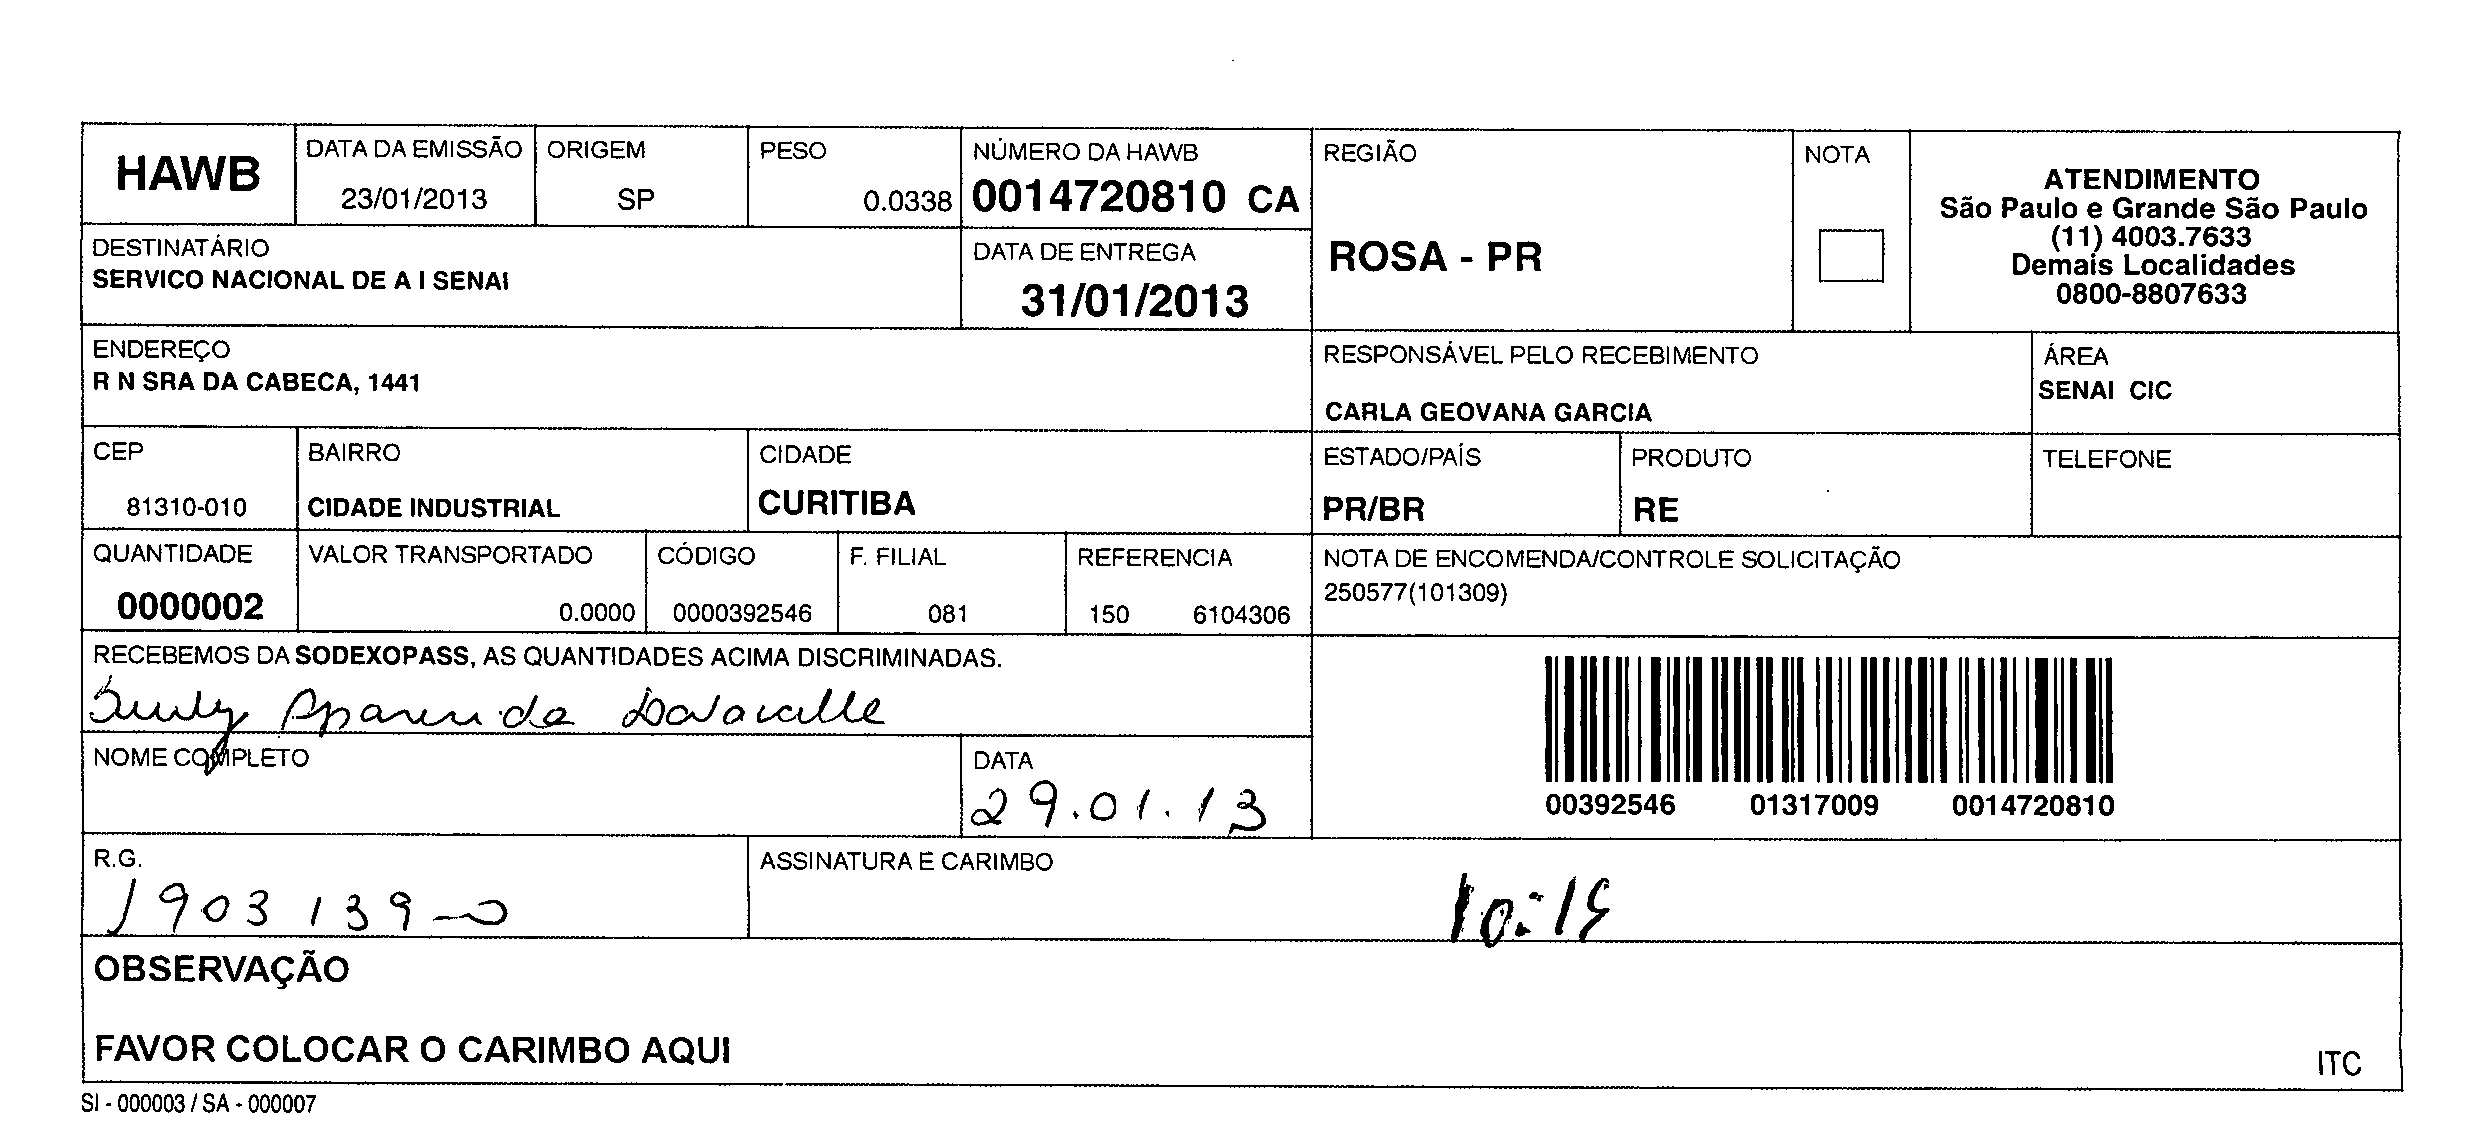 HAWB
DATA DA EMISSÃO
23/01/2013
ORIGEM
SP
PESO
0.0338
NÚMERO DA HAWB
0014720810 CA
REGIÃO
ROSA - PR
NOTA
ATENDIMENTO
São Paulo e Grande São Paulo
(11) 4003.7633
Demais Localidades
0800-8807633
DESTINATÁRIO
SERVICO NACIONAL DE A I SENAI
DATA DE ENTREGA
31/01/2013
ENDEREÇO
R N SRA DA CABECA, 1441
RESPONSÁVEL PELO RECEBIMENTO
CARLA GEOVANA GARCIA
ÁREA
SENAI CIC
CEP
81310-010
BAIRRO
CIDADE INDUSTRIAL
CIDADE
CURITIBA
ESTADO/PAÍS
PR/BR
PRODUTO
RE
TELEFONE
QUANTIDADE
0000002
VALOR TRANSPORTADO
0.0000
CÓDIGO
0000392546
F. FILIAL
081
REFERENCIA
150 6104306
NOTA DE ENCOMENDA/CONTROLE SOLICITAÇÃO
250577(101309)
RECEBEMOS DA SODEXOPASS, AS QUANTIDADES ACIMA DISCRIMINADAS.
Aparecida
NOME COMPLETO
DATA
29.01.13
00392546 01317009 0014720810
R.G.
1903139-0
ASSINATURA E CARIMBO
OBSERVAÇÃO
FAVOR COLOCAR O CARIMBO AQUI
ITC
SI - 000003 / SA - 000007